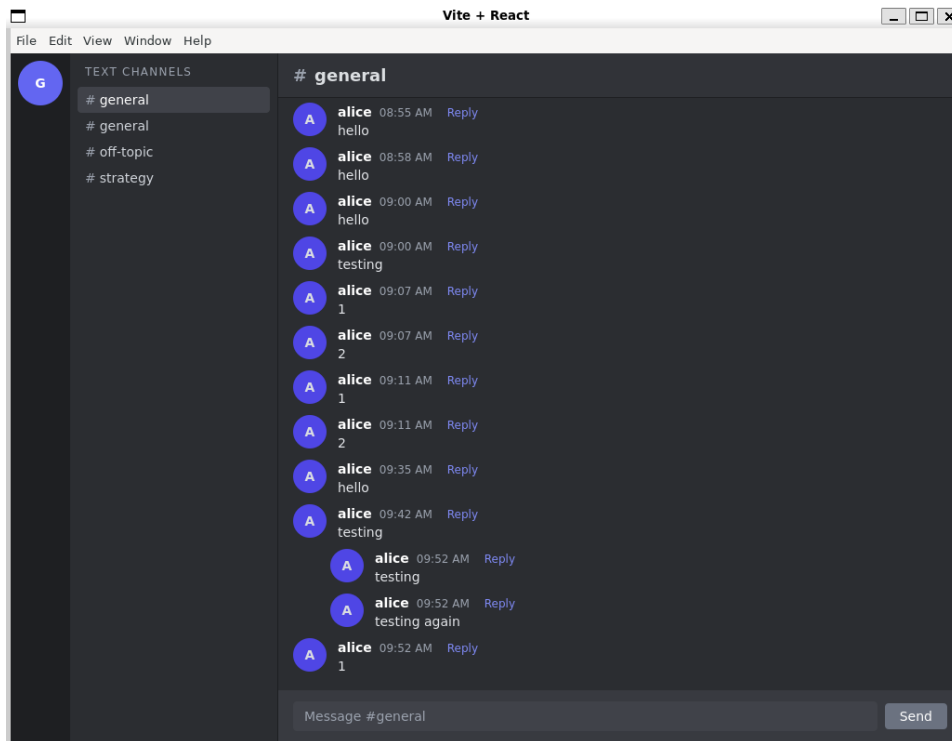 Vite + React
File Edit View Window Help
G
TEXT CHANNELS
# general
# general
# off-topic
# strategy
# general
A
alice 08:55 AM Reply
hello
A
alice 08:58 AM Reply
hello
A
alice 09:00 AM Reply
hello
A
alice 09:00 AM Reply
testing
A
alice 09:07 AM Reply
1
A
alice 09:07 AM Reply
2
A
alice 09:11 AM Reply
1
A
alice 09:11 AM Reply
2
A
alice 09:35 AM Reply
hello
A
alice 09:42 AM Reply
testing
A
alice 09:52 AM Reply
testing
A
alice 09:52 AM Reply
testing again
A
alice 09:52 AM Reply
1
Message #general
Send